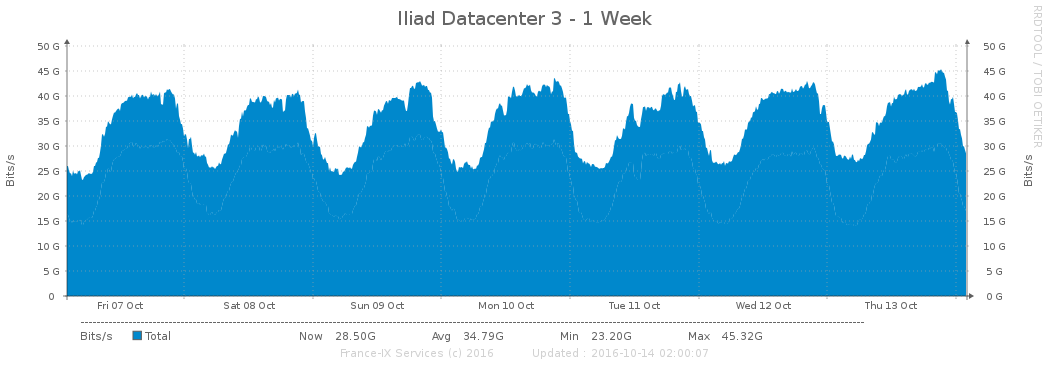 Iliad Datacenter 3 - 1 Week
RRDTOOL / TOBI OETIKER
50 G 50 G
45 G 45 G
40 G 40 G
35 G 35 G
30 G 30 G
25 G 25 G
20 G 20 G
15 G 15 G
10 G 10 G
5 G 5 G
0 0 G
Bits/s Bits/s
Fri 07 Oct Sat 08 Oct Sun 09 Oct Mon 10 Oct Tue 11 Oct Wed 12 Oct Thu 13 Oct
Bits/s Total Now 28.50G Avg 34.79G Min 23.20G Max 45.32G
France-IX Services (c) 2016 Updated : 2016-10-14 02:00:07